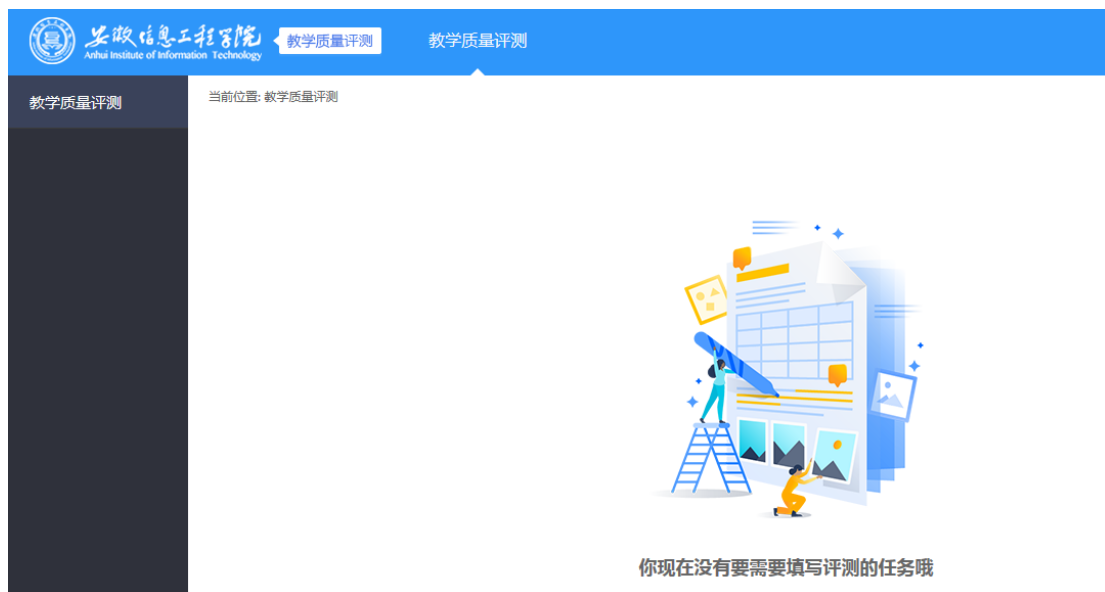 安徽信息工程学院
Anhui Institute of Information Technology
教学质量评测
教学质量评测
教学质量评测
当前位置: 教学质量评测
你现在没有要需要填写评测的任务哦